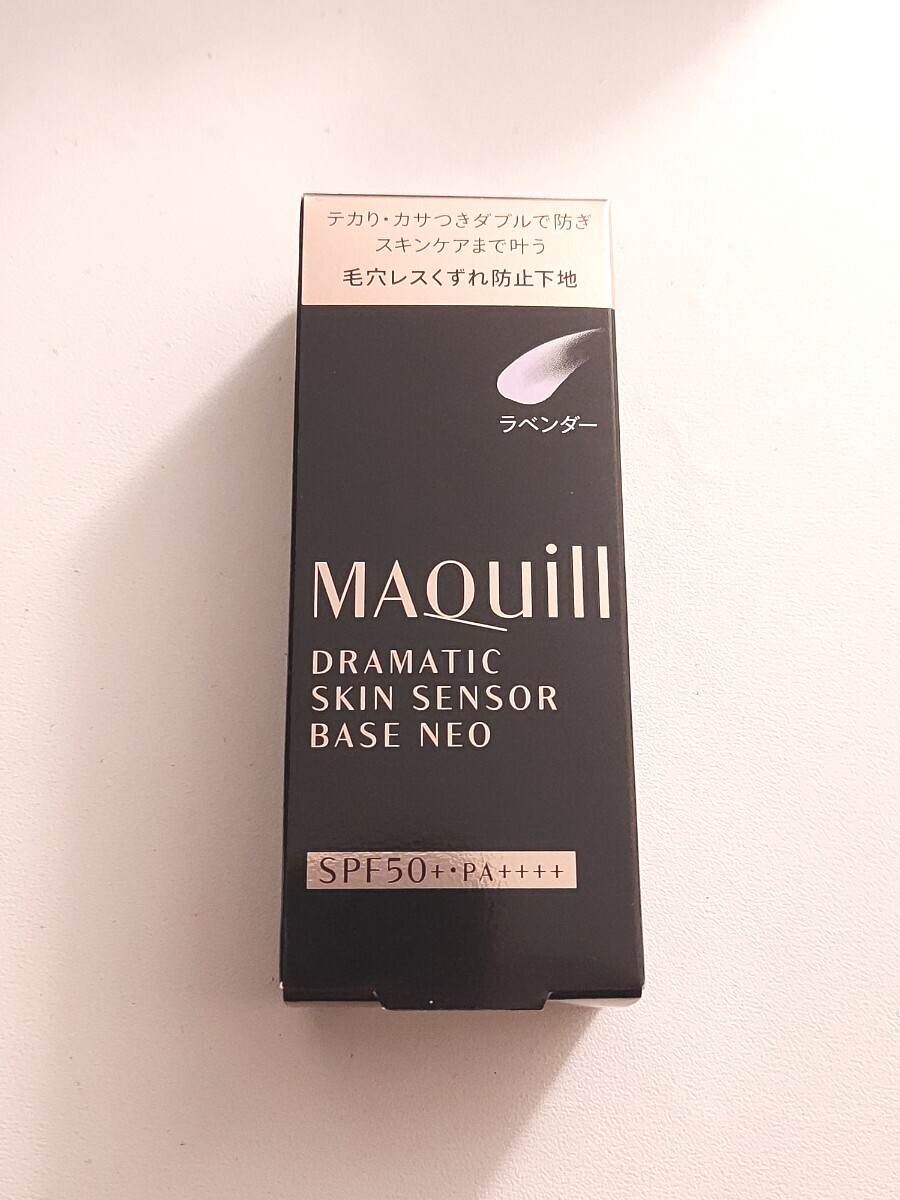 テカり・カサつきダブルで防ぎ
スキンケアまで叶う
毛穴レスくずれ防止下地
ラベンダー
MAQuill
DRAMATIC
SKIN SENSOR
BASE NEO
SPF50+・PA++++